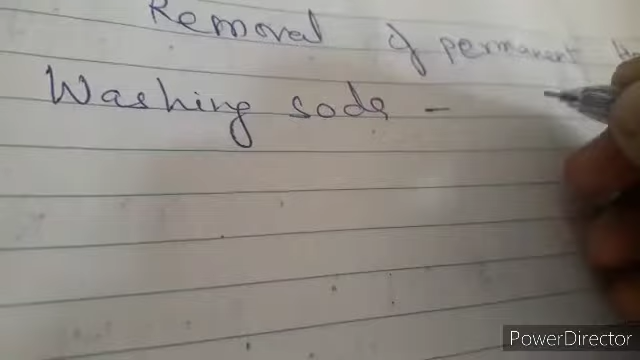 Removal of permanent
Washing soda -
PowerDirector